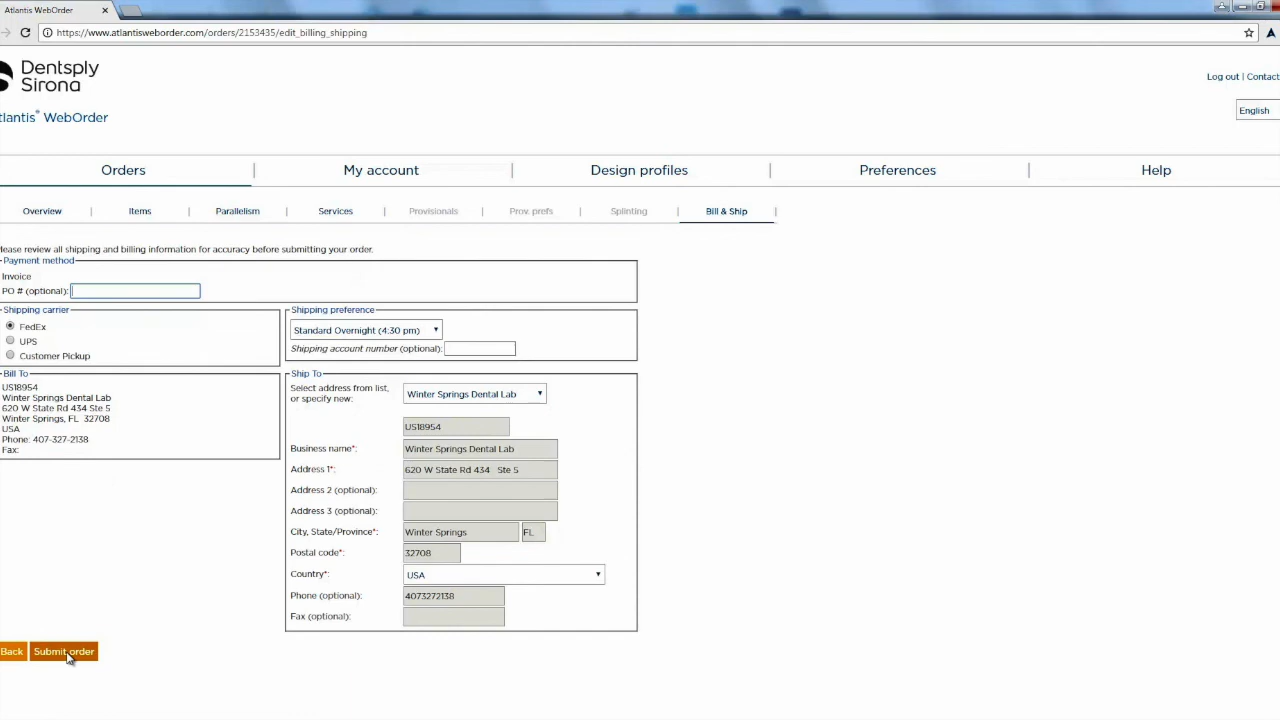 Atlantis WebOrder
https://www.atlantisweborder.com/orders/2153435/edit_billing_shipping
Dentsply
Sirona
Log out | Contact
tlantis® WebOrder
English
Orders | My account | Design profiles | Preferences | Help
Overview | Items | Parallelism | Services | Provisionals | Prov. prefs | Splinting | Bill & Ship |
lease review all shipping and billing information for accuracy before submitting your order.
Payment method
Invoice
PO # (optional):
Shipping carrier
FedEx
UPS
Customer Pickup
Shipping preference
Standard Overnight (4:30 pm)
Shipping account number (optional):
Bill To
US18954
Winter Springs Dental Lab
620 W State Rd 434 Ste 5
Winter Springs, FL 32708
USA
Phone: 407-327-2138
Fax:
Ship To
Select address from list, Winter Springs Dental Lab
or specify new:
US18954
Business name*: Winter Springs Dental Lab
Address 1*: 620 W State Rd 434 Ste 5
Address 2 (optional):
Address 3 (optional):
City, State/Province*: Winter Springs FL
Postal code*: 32708
Country*: USA
Phone (optional): 4073272138
Fax (optional):
Back Submit order